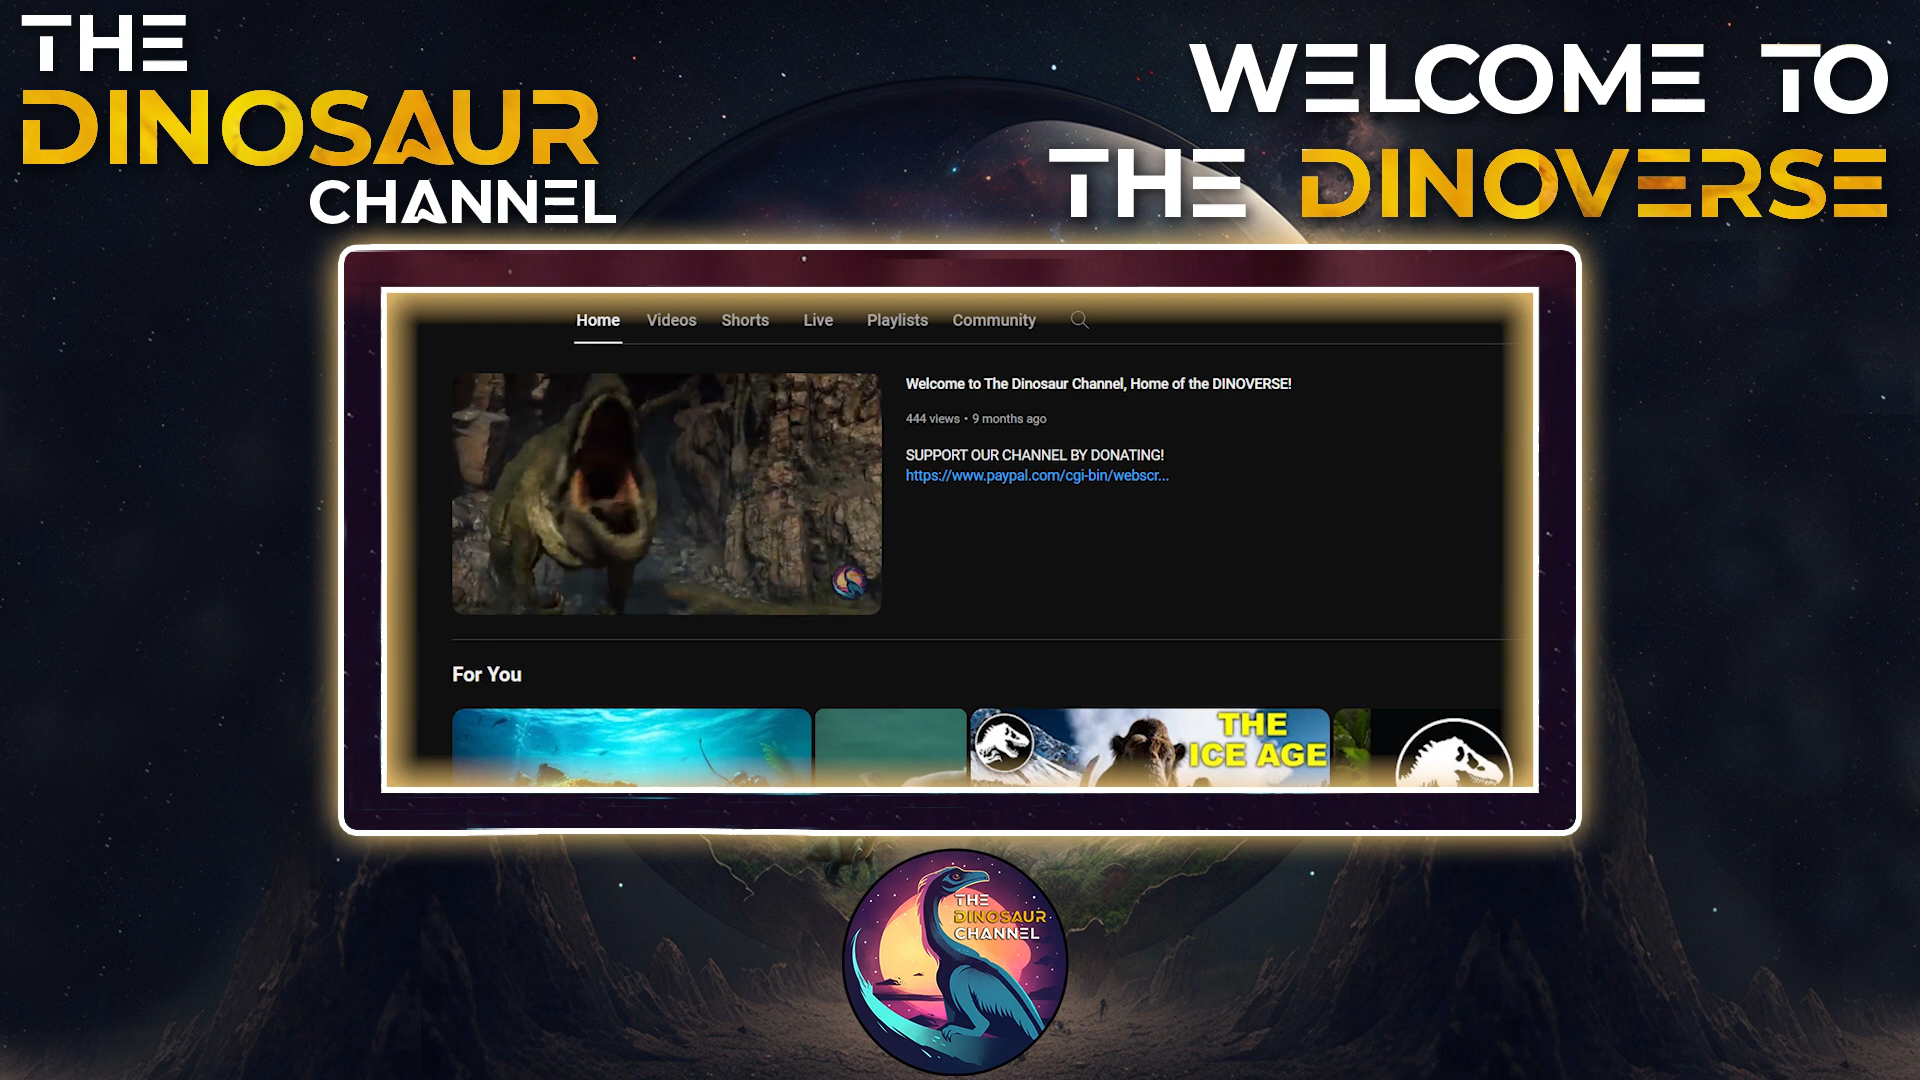 THE
DINOSAUR
CHANNEL
WELCOME TO
THE DINOVERSE
Home Videos Shorts Live Playlists Community
Welcome to The Dinosaur Channel, Home of the DINOVERSE!
444 views • 9 months ago
SUPPORT OUR CHANNEL BY DONATING!
https://www.paypal.com/cgi-bin/webscr...
For You
THE
ICE AGE
THE
DINOSAUR
CHANNEL